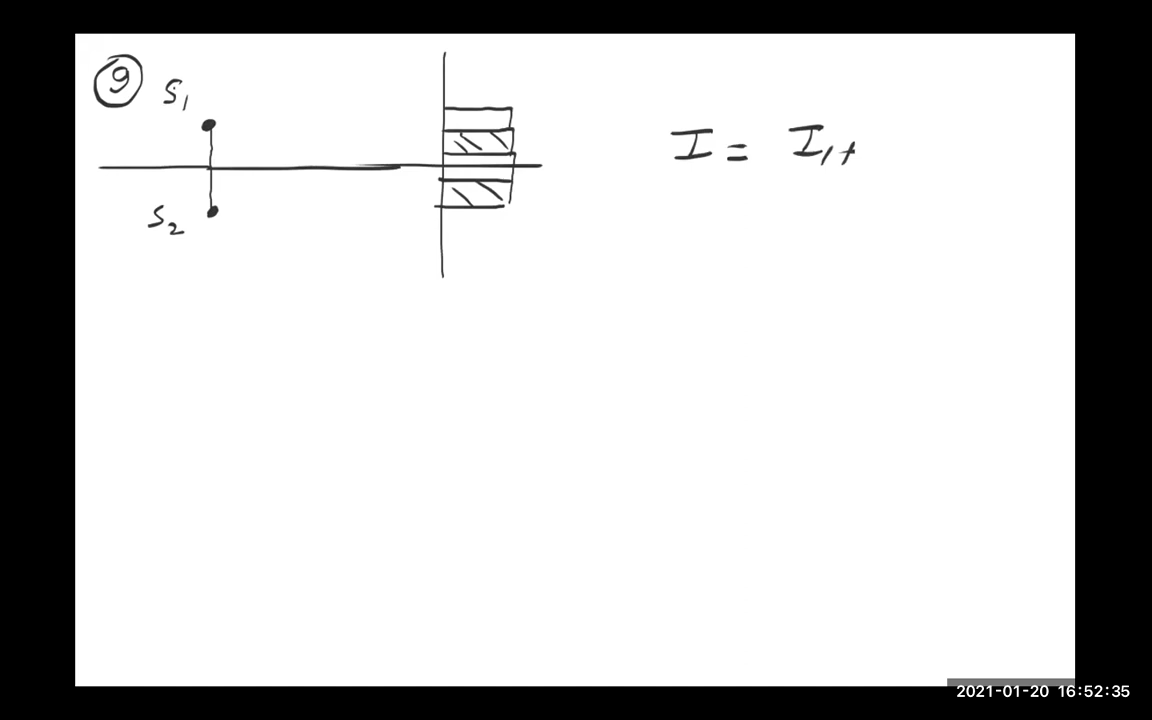 9
S₁
I = I₁ +
S₂
2021-01-20 16:52:35